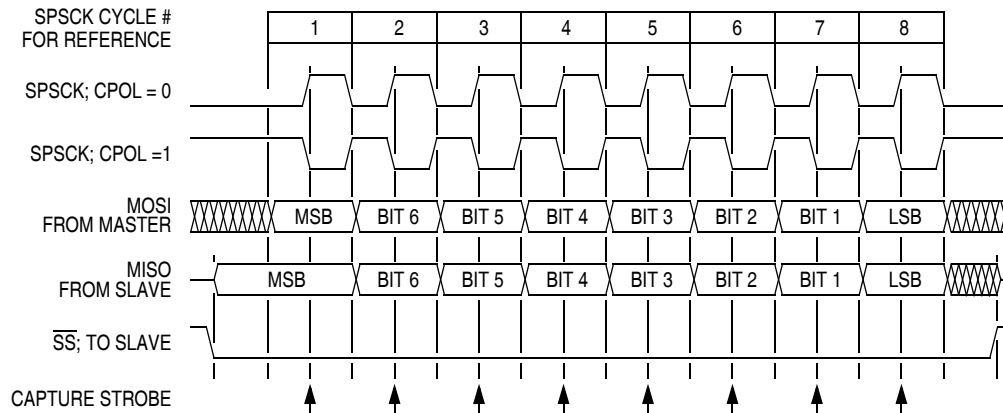 SPSCK CYCLE #
FOR REFERENCE
1 2 3 4 5 6 7 8
SPSCK; CPOL = 0
SPSCK; CPOL =1
MOSI
FROM MASTER
MSB BIT 6 BIT 5 BIT 4 BIT 3 BIT 2 BIT 1 LSB
MISO
FROM SLAVE
MSB BIT 6 BIT 5 BIT 4 BIT 3 BIT 2 BIT 1 LSB
S̅S̅; TO SLAVE
CAPTURE STROBE